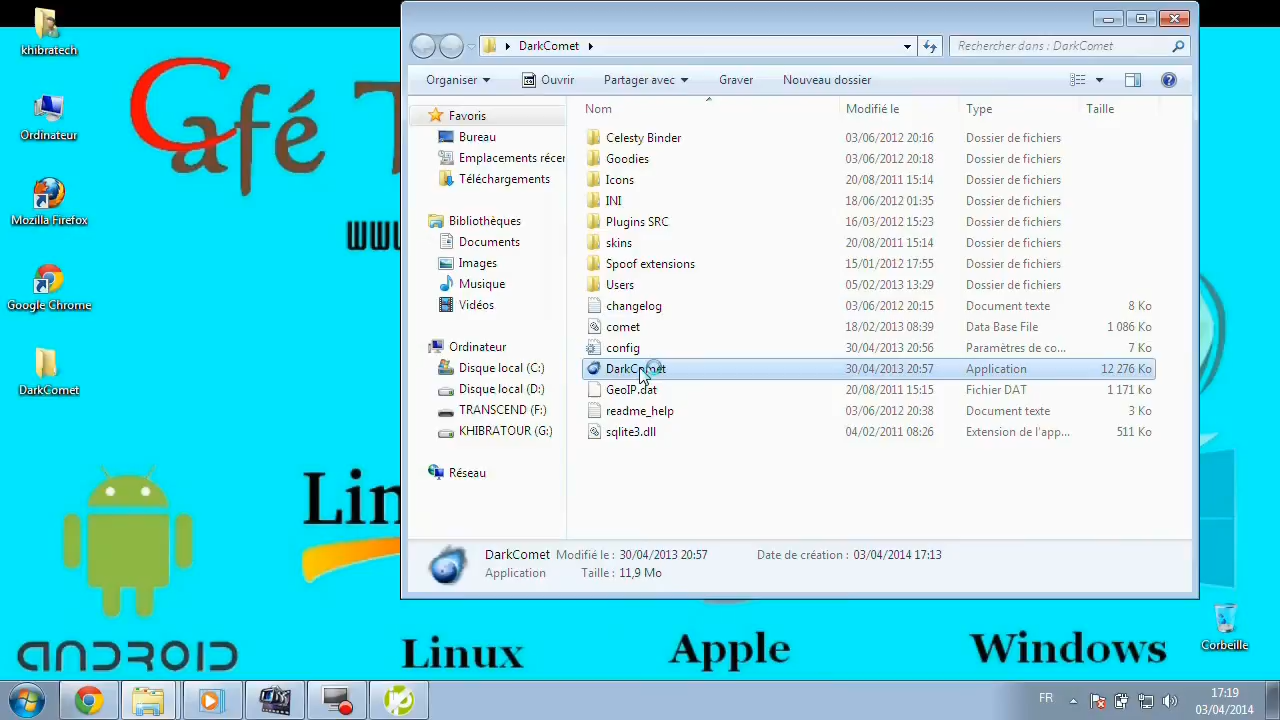 khibratech
Ordinateur
Mozilla Firefox
Google Chrome
DarkComet
Café T
www
Lin
ANDROID
Linux
Apple
Windows
Corbeille
DarkComet
Rechercher dans : DarkComet
Organiser
Ouvrir
Partager avec
Graver
Nouveau dossier
Favoris
Bureau
Emplacements récen
Téléchargements
Bibliothèques
Documents
Images
Musique
Vidéos
Ordinateur
Disque local (C:)
Disque local (D:)
TRANSCEND (F:)
KHIBRATOUR (G:)
Réseau
Nom Modifié le Type Taille
Celesty Binder 03/06/2012 20:16 Dossier de fichiers
Goodies 03/06/2012 20:18 Dossier de fichiers
Icons 20/08/2011 15:14 Dossier de fichiers
INI 18/06/2012 01:35 Dossier de fichiers
Plugins SRC 16/03/2012 15:23 Dossier de fichiers
skins 20/08/2011 15:14 Dossier de fichiers
Spoof extensions 15/01/2012 17:55 Dossier de fichiers
Users 05/02/2013 13:29 Dossier de fichiers
changelog 03/06/2012 20:15 Document texte 8 Ko
comet 18/02/2013 08:39 Data Base File 1 086 Ko
config 30/04/2013 20:56 Paramètres de co... 7 Ko
DarkComet 30/04/2013 20:57 Application 12 276 Ko
GeoIP.dat 20/08/2011 15:15 Fichier DAT 1 171 Ko
readme_help 03/06/2012 20:38 Document texte 3 Ko
sqlite3.dll 04/02/2011 08:26 Extension de l'app... 511 Ko
DarkComet Modifié le : 30/04/2013 20:57 Date de création : 03/04/2014 17:13
Application Taille : 11,9 Mo
FR
17:19
03/04/2014